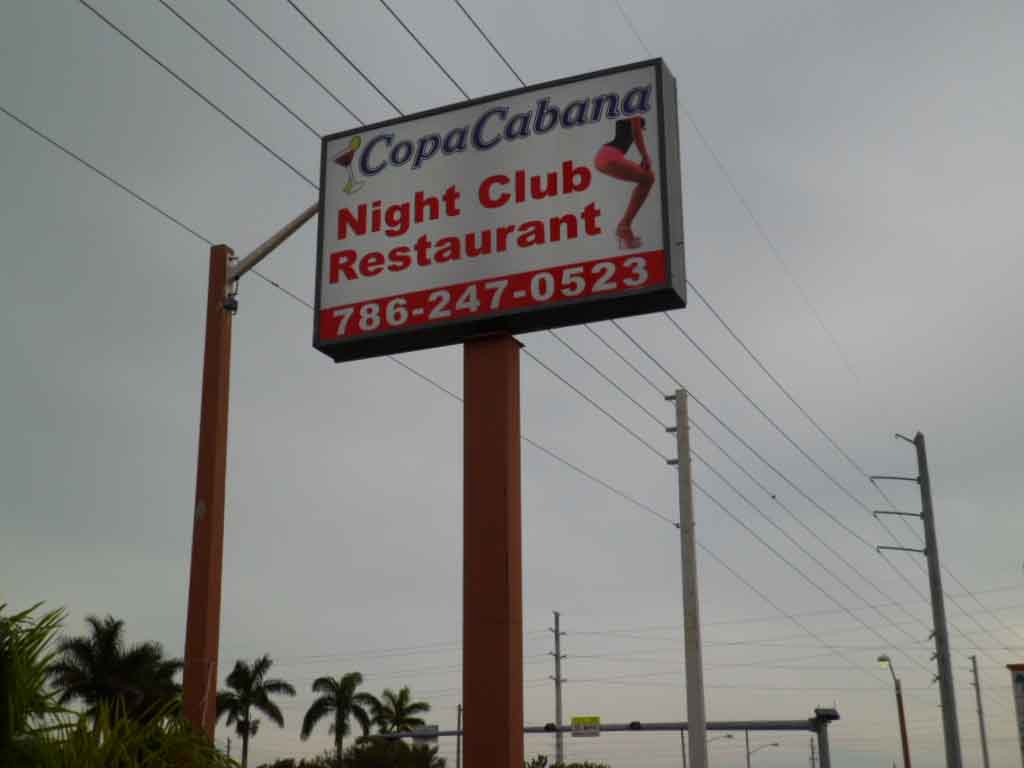 CopaCabana
Night Club
Restaurant
786-247-0523